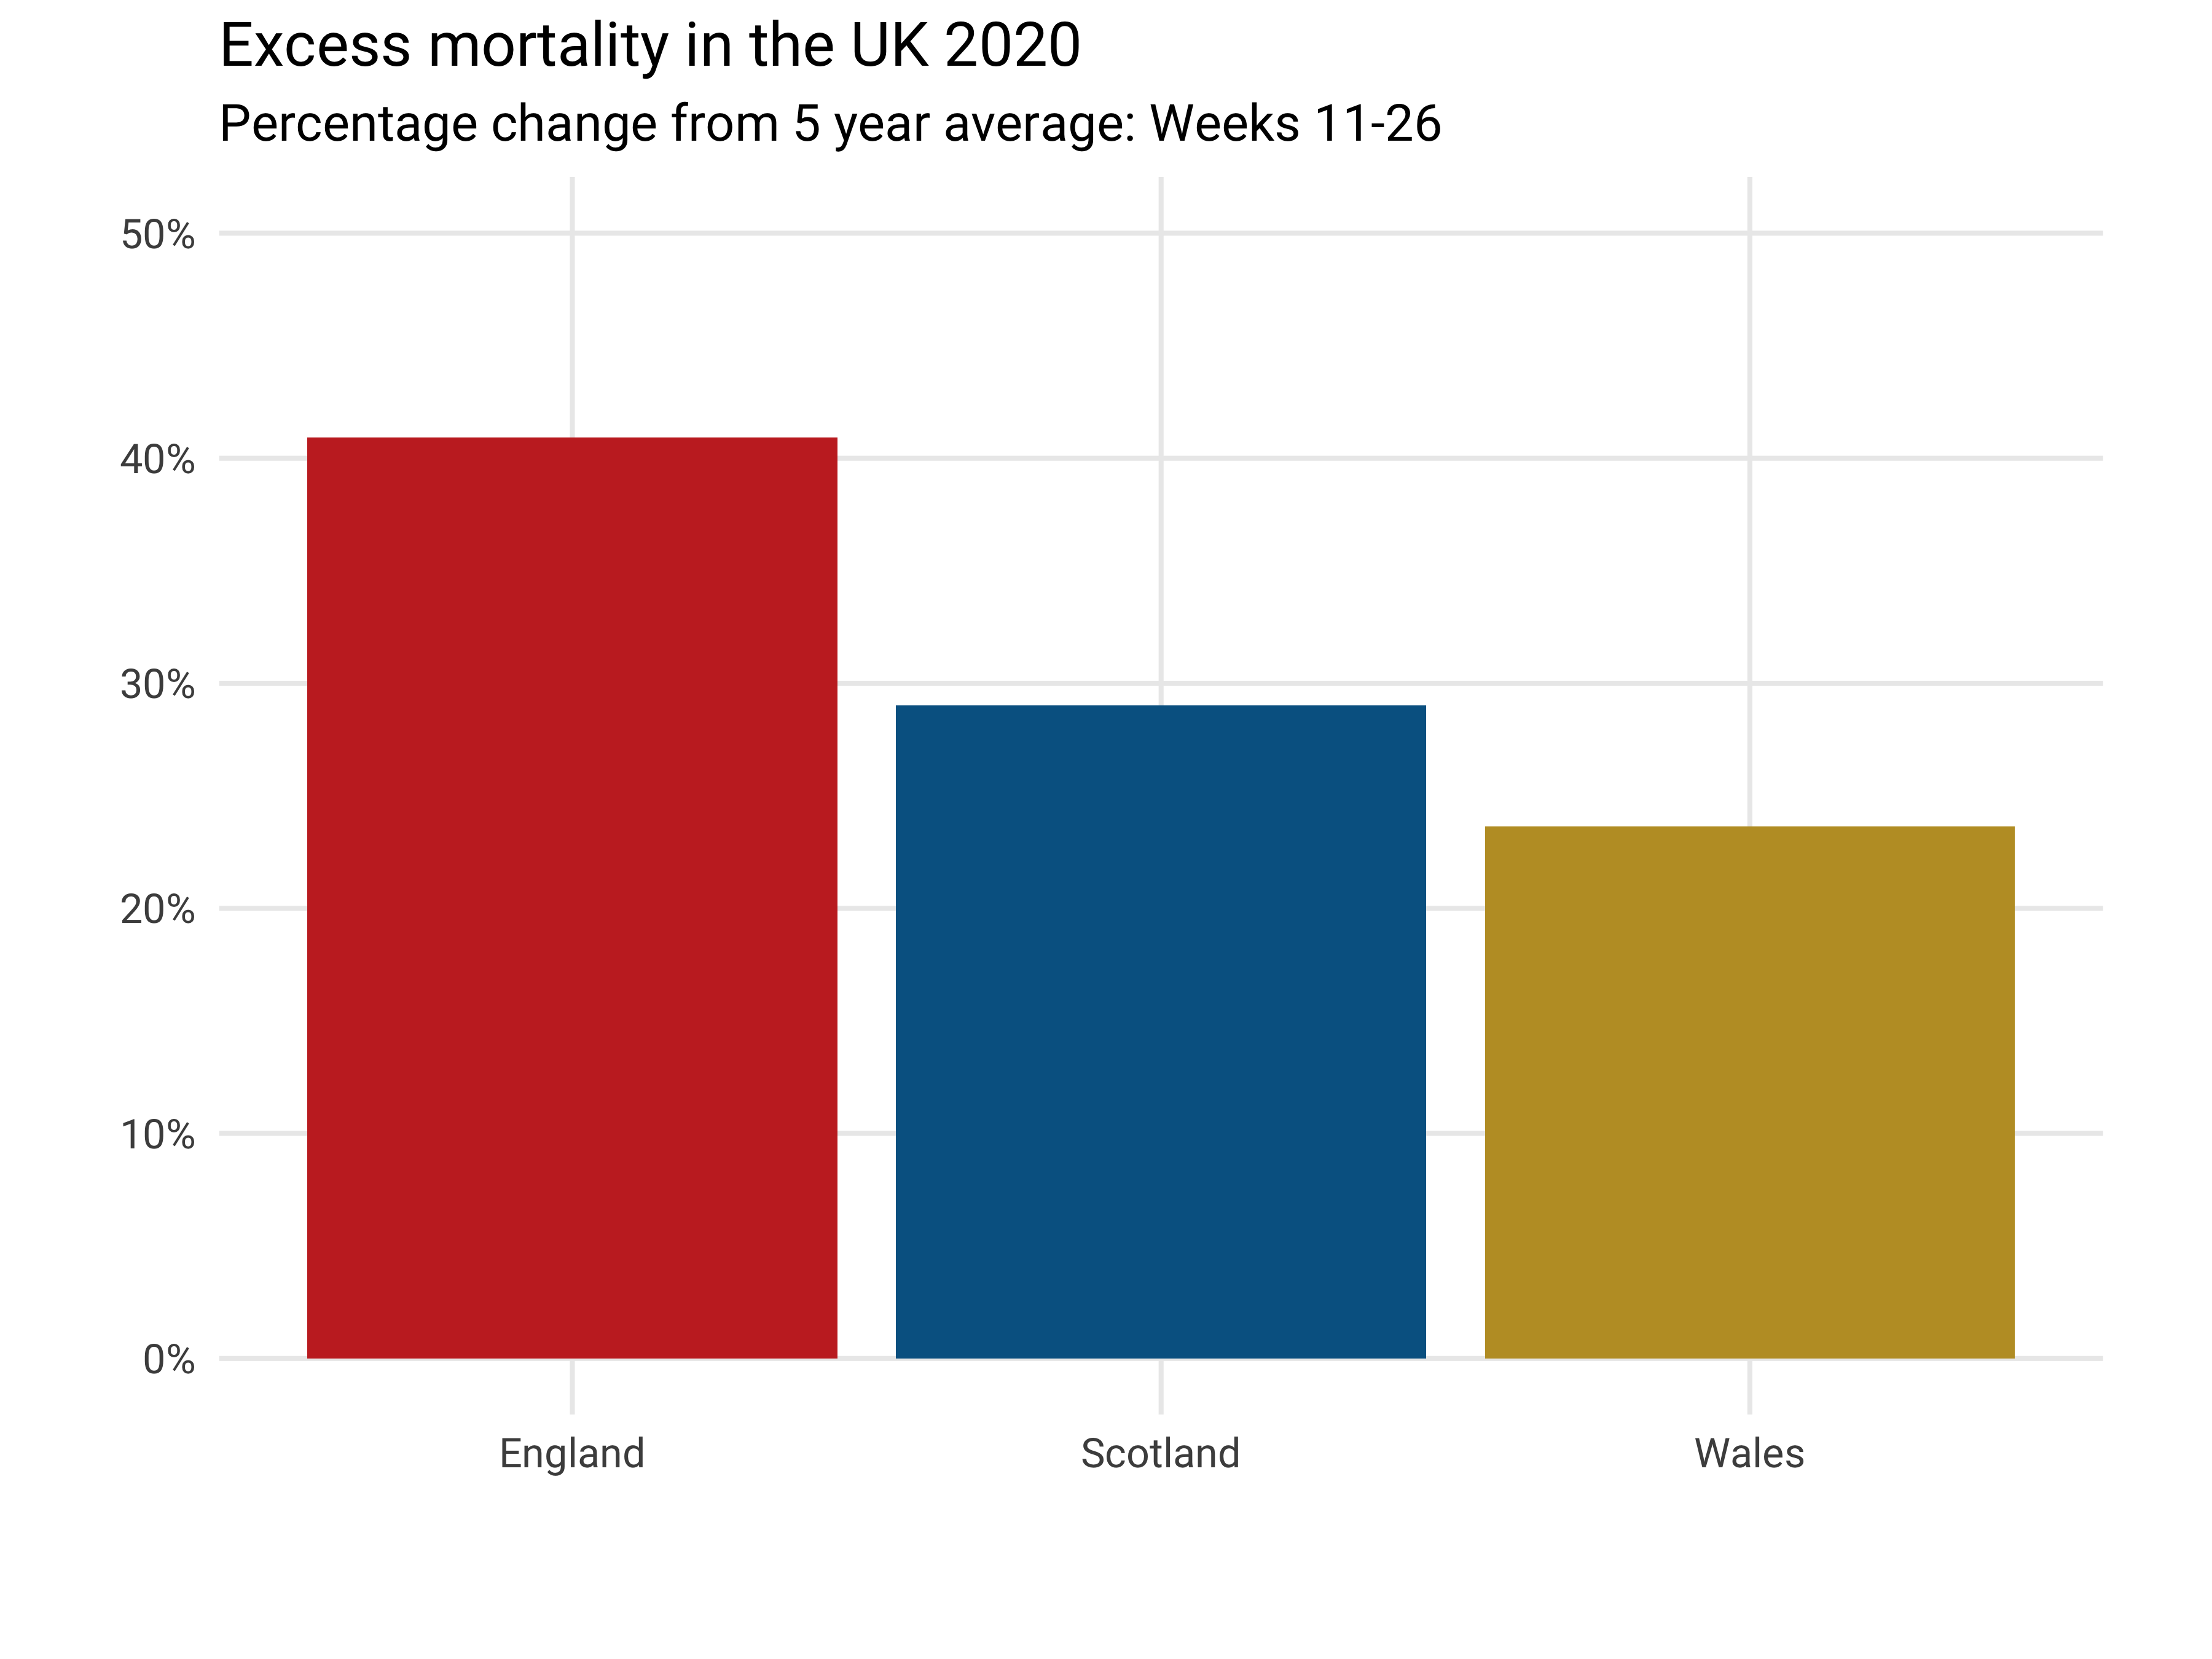 Excess mortality in the UK 2020
Percentage change from 5 year average: Weeks 11-26
50%
40%
30%
20%
10%
0%
England Scotland Wales